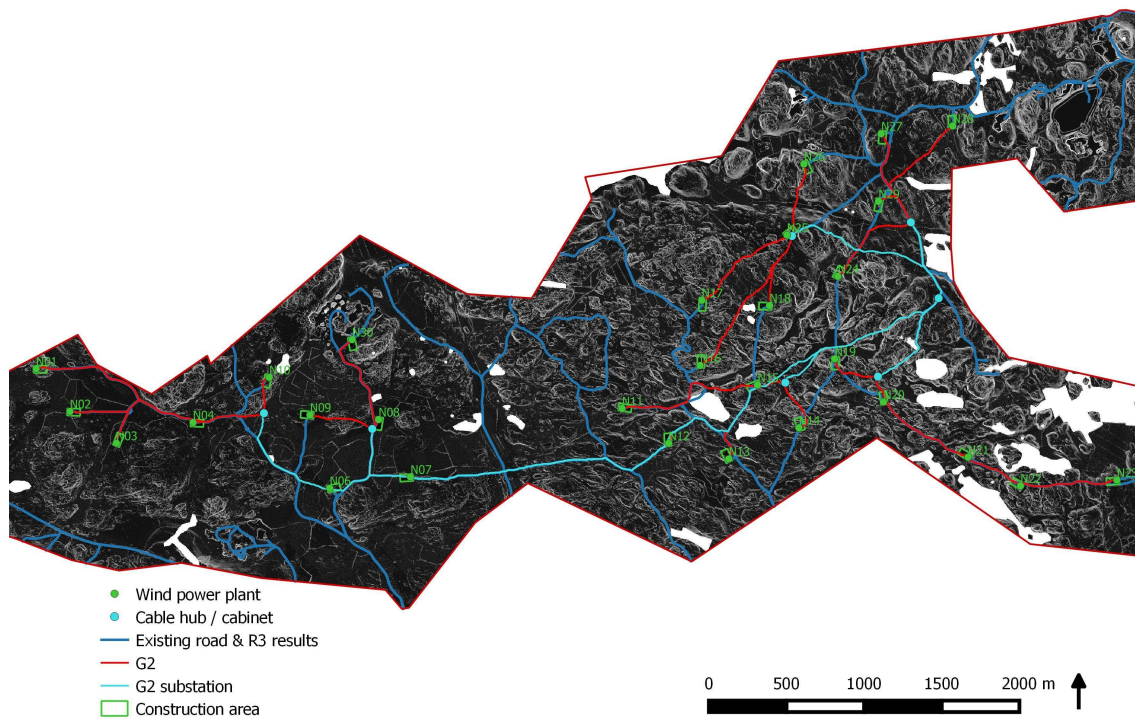 N01
N02
N03
N04
N10
N30
N09
N08
N06
N07
N11
N12
N13
N14
N15
N16
N17
N18
N19
N20
N21
N22
N23
N24
N25
N26
N27
N28
N29
Wind power plant
Cable hub / cabinet
Existing road & R3 results
G2
G2 substation
Construction area
0 500 1000 1500 2000 m